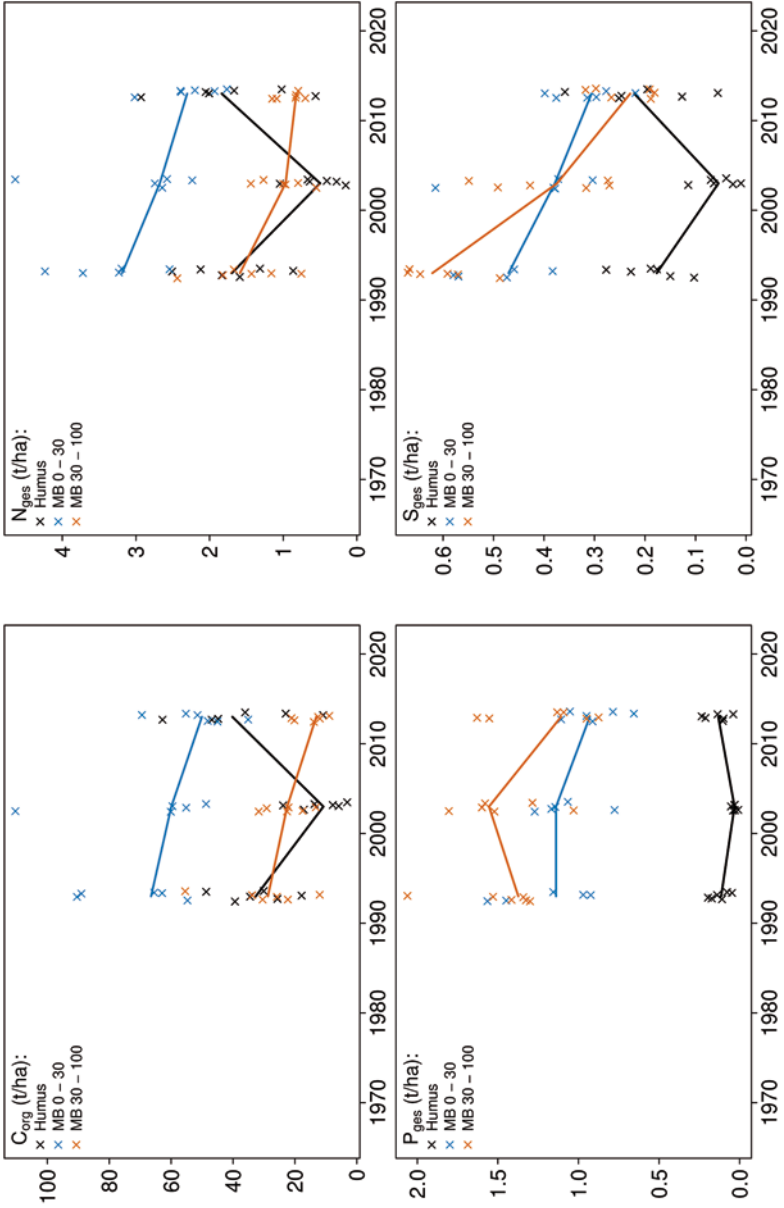 C_org (t/ha):
× Humus
× MB 0 – 30
× MB 30 – 100
0 20 40 60 80 100
1970 1980 1990 2000 2010 2020
N_ges (t/ha):
× Humus
× MB 0 – 30
× MB 30 – 100
0 1 2 3 4
1970 1980 1990 2000 2010 2020
P_ges (t/ha):
× Humus
× MB 0 – 30
× MB 30 – 100
0.0 0.5 1.0 1.5 2.0
1970 1980 1990 2000 2010 2020
S_ges (t/ha):
× Humus
× MB 0 – 30
× MB 30 – 100
0.0 0.1 0.2 0.3 0.4 0.5 0.6
1970 1980 1990 2000 2010 2020